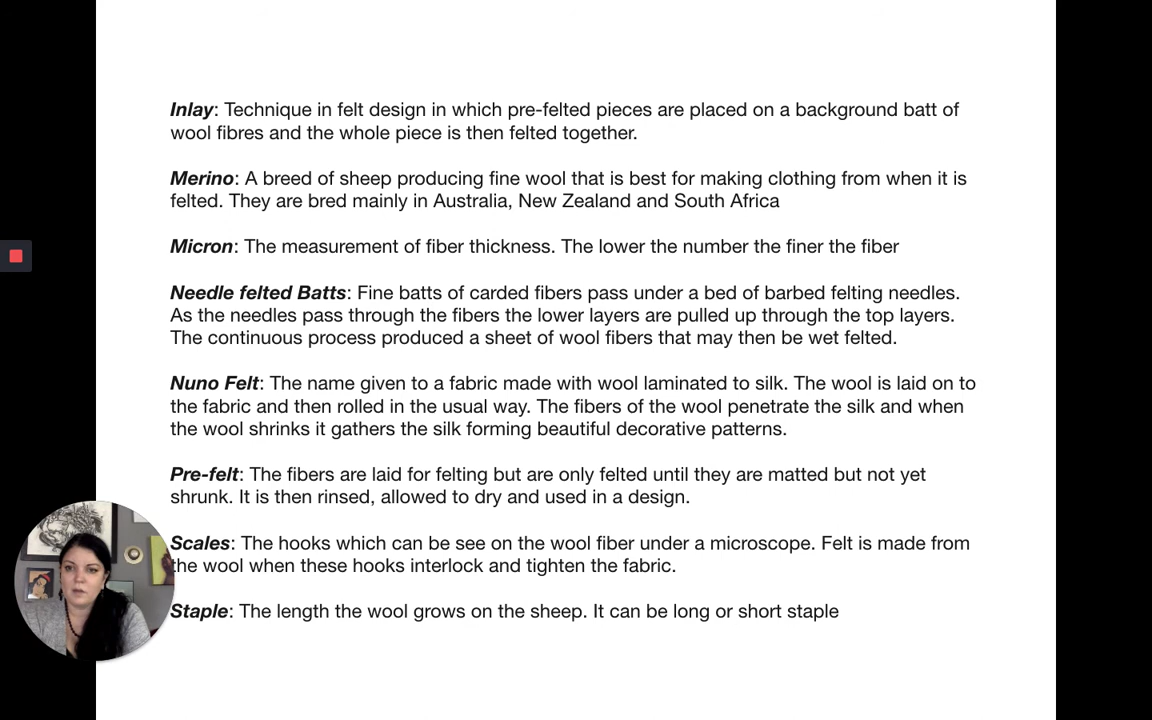 Inlay: Technique in felt design in which pre-felted pieces are placed on a background batt of
wool fibres and the whole piece is then felted together.
Merino: A breed of sheep producing fine wool that is best for making clothing from when it is
felted. They are bred mainly in Australia, New Zealand and South Africa
Micron: The measurement of fiber thickness. The lower the number the finer the fiber
Needle felted Batts: Fine batts of carded fibers pass under a bed of barbed felting needles.
As the needles pass through the fibers the lower layers are pulled up through the top layers.
The continuous process produced a sheet of wool fibers that may then be wet felted.
Nuno Felt: The name given to a fabric made with wool laminated to silk. The wool is laid on to
the fabric and then rolled in the usual way. The fibers of the wool penetrate the silk and when
the wool shrinks it gathers the silk forming beautiful decorative patterns.
Pre-felt: The fibers are laid for felting but are only felted until they are matted but not yet
shrunk. It is then rinsed, allowed to dry and used in a design.
Scales: The hooks which can be see on the wool fiber under a microscope. Felt is made from
the wool when these hooks interlock and tighten the fabric.
Staple: The length the wool grows on the sheep. It can be long or short staple